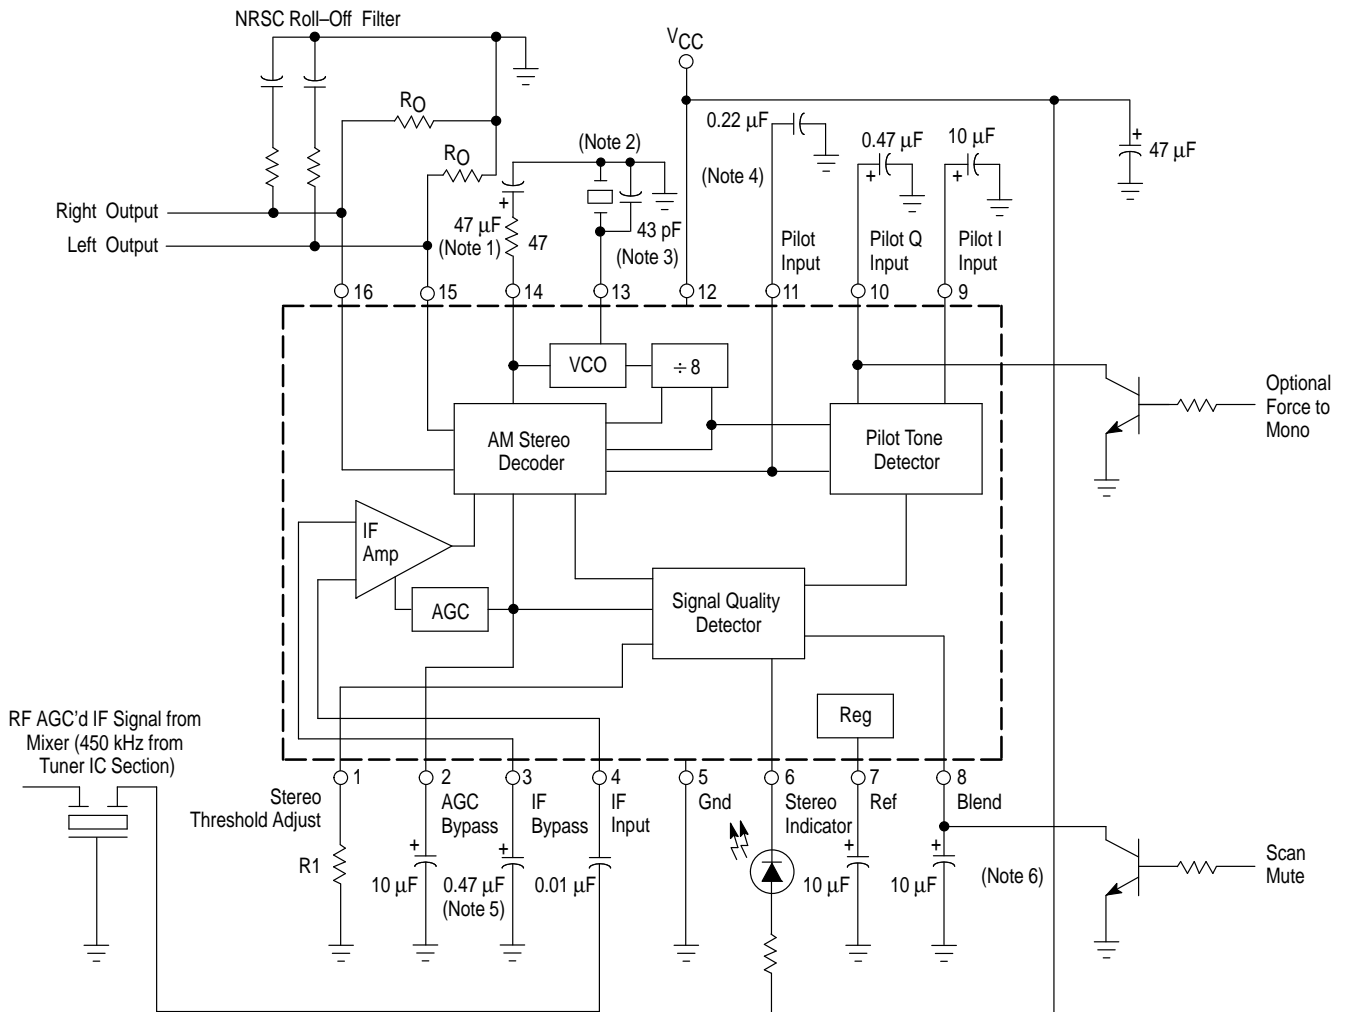 NRSC Roll–Off Filter
VCC
RO
RO
(Note 2)
0.22 µF
(Note 4)
0.47 µF
+
10 µF
+
+
47 µF
Right Output
Left Output
47 µF
(Note 1)
+
47
43 pF
(Note 3)
Pilot
Input
Pilot Q
Input
Pilot I
Input
16
15
14
13
12
11
10
9
VCO
÷ 8
AM Stereo
Decoder
Pilot Tone
Detector
Optional
Force to
Mono
IF
Amp
AGC
Signal Quality
Detector
Reg
RF AGC'd IF Signal from
Mixer (450 kHz from
Tuner IC Section)
1
2
3
4
5
6
7
8
Stereo
Threshold Adjust
AGC
Bypass
IF
Bypass
IF
Input
Gnd
Stereo
Indicator
Ref
Blend
R1
+
10 µF
+
0.47 µF
(Note 5)
0.01 µF
+
10 µF
+
10 µF
(Note 6)
Scan
Mute